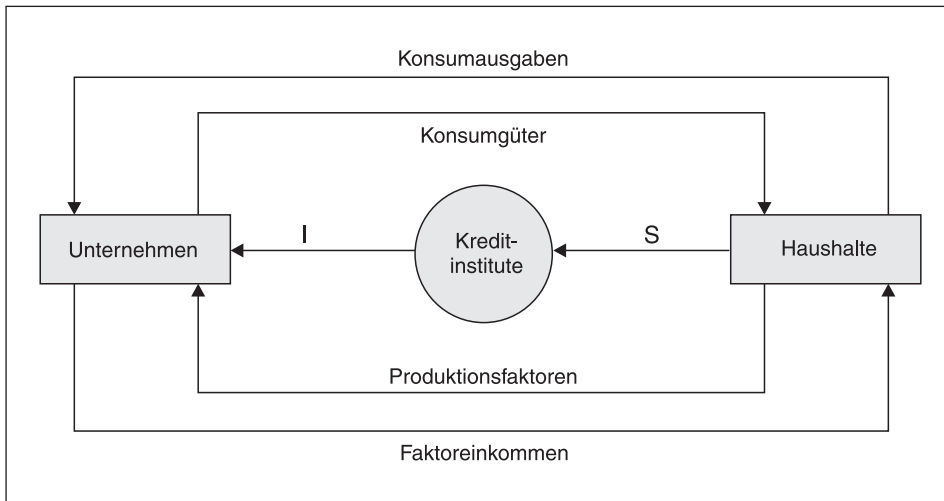 Konsumausgaben
Konsumgüter
Unternehmen
I
Kredit-
institute
S
Haushalte
Produktionsfaktoren
Faktoreinkommen